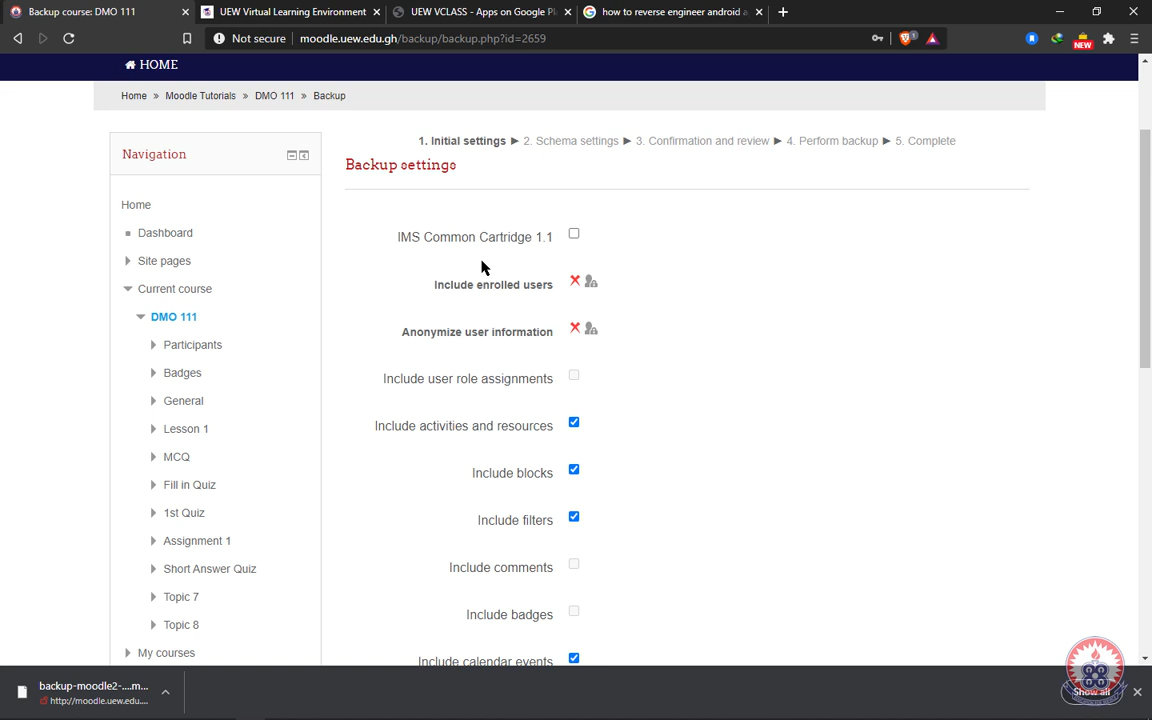 Backup course: DMO 111
UEW Virtual Learning Environment
UEW VCLASS - Apps on Google Pl
how to reverse engineer android a
Not secure
moodle.uew.edu.gh/backup/backup.php?id=2659
1
NEW
HOME
Home » Moodle Tutorials » DMO 111 » Backup
Navigation
Home
Dashboard
Site pages
Current course
DMO 111
Participants
Badges
General
Lesson 1
MCQ
Fill in Quiz
1st Quiz
Assignment 1
Short Answer Quiz
Topic 7
Topic 8
My courses
1. Initial settings ► 2. Schema settings ► 3. Confirmation and review ► 4. Perform backup ► 5. Complete
Backup settings
IMS Common Cartridge 1.1
Include enrolled users
Anonymize user information
Include user role assignments
Include activities and resources
Include blocks
Include filters
Include comments
Include badges
Include calendar events
backup-moodle2-....m...
http://moodle.uew.edu....
Show all